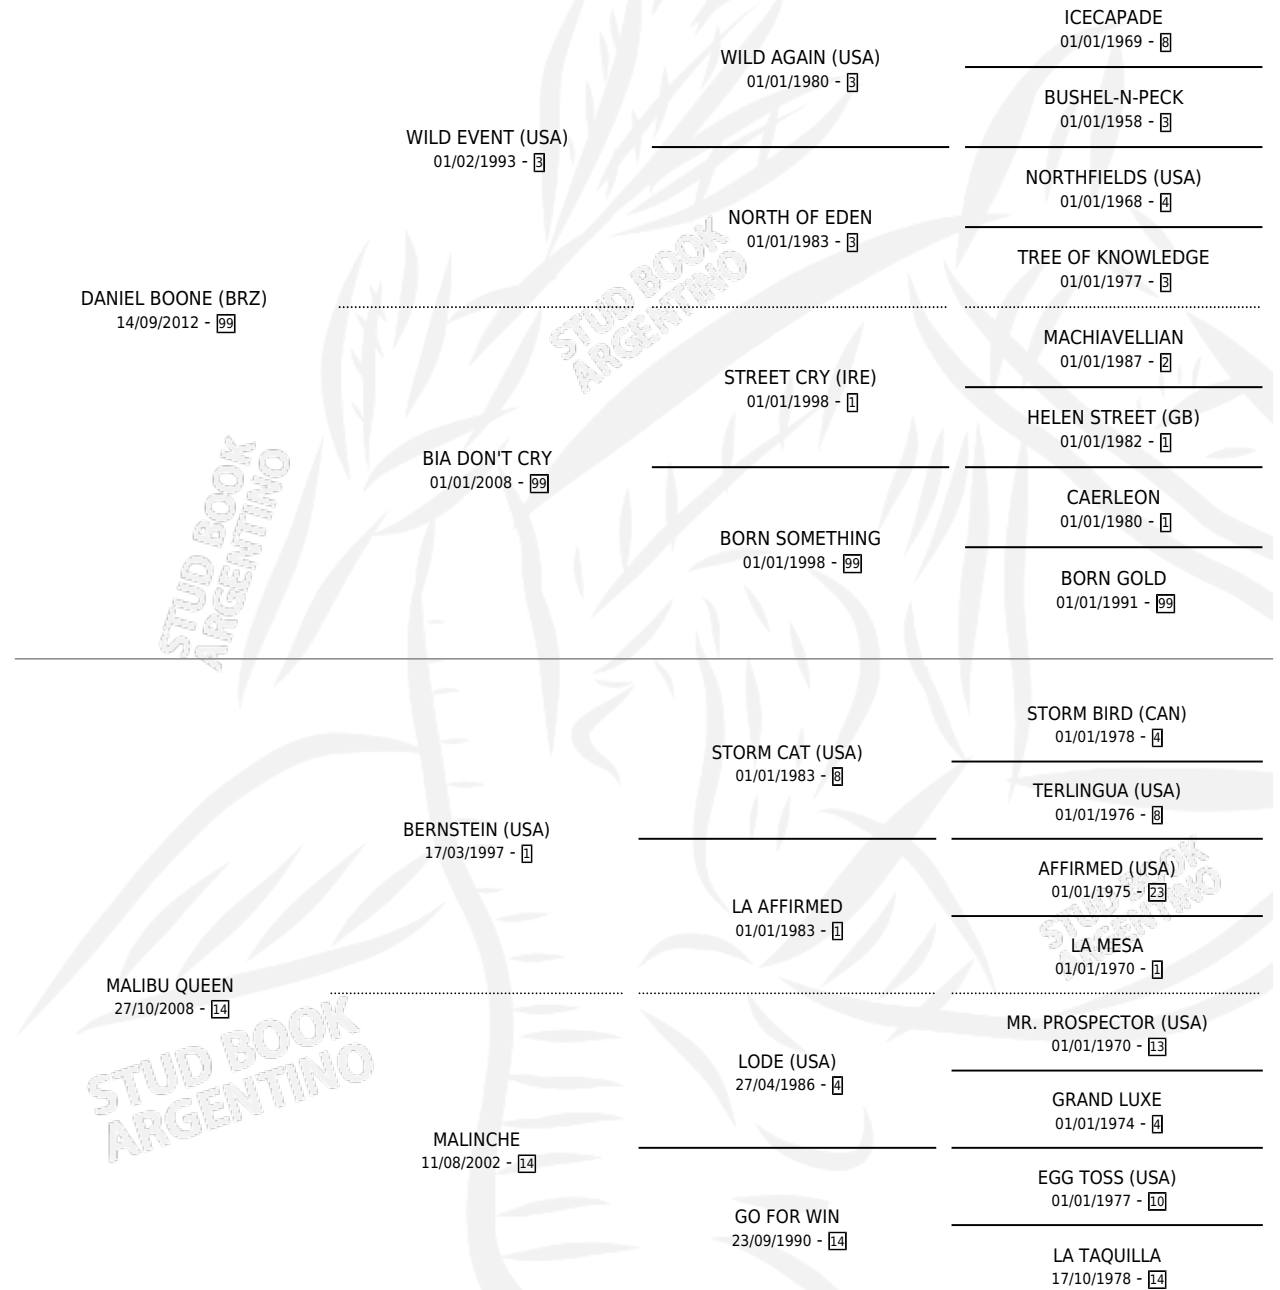 ICECAPADE
01/01/1969 - 8
WILD AGAIN (USA)
01/01/1980 - 3
BUSHEL-N-PECK
01/01/1958 - 3
WILD EVENT (USA)
01/02/1993 - 3
NORTHFIELDS (USA)
01/01/1968 - 4
NORTH OF EDEN
01/01/1983 - 3
TREE OF KNOWLEDGE
01/01/1977 - 3
DANIEL BOONE (BRZ)
14/09/2012 - 99
STUD BOOK
ARGENTINO
MACHIAVELLIAN
01/01/1987 - 2
STREET CRY (IRE)
01/01/1998 - 1
HELEN STREET (GB)
01/01/1982 - 1
BIA DON'T CRY
01/01/2008 - 99
CAERLEON
01/01/1980 - 1
BORN SOMETHING
01/01/1998 - 99
BORN GOLD
01/01/1991 - 99
STUD BOOK
ARGENTINO
STORM BIRD (CAN)
01/01/1978 - 4
STORM CAT (USA)
01/01/1983 - 8
TERLINGUA (USA)
01/01/1976 - 8
BERNSTEIN (USA)
17/03/1997 - 1
AFFIRMED (USA)
01/01/1975 - 23
STUD BOOK
ARGENTINO
LA AFFIRMED
01/01/1983 - 1
LA MESA
01/01/1970 - 1
MALIBU QUEEN
27/10/2008 - 14
MR. PROSPECTOR (USA)
01/01/1970 - 13
STUD BOOK
ARGENTINO
LODE (USA)
27/04/1986 - 4
GRAND LUXE
01/01/1974 - 4
MALINCHE
11/08/2002 - 14
EGG TOSS (USA)
01/01/1977 - 10
GO FOR WIN
23/09/1990 - 14
LA TAQUILLA
17/10/1978 - 14